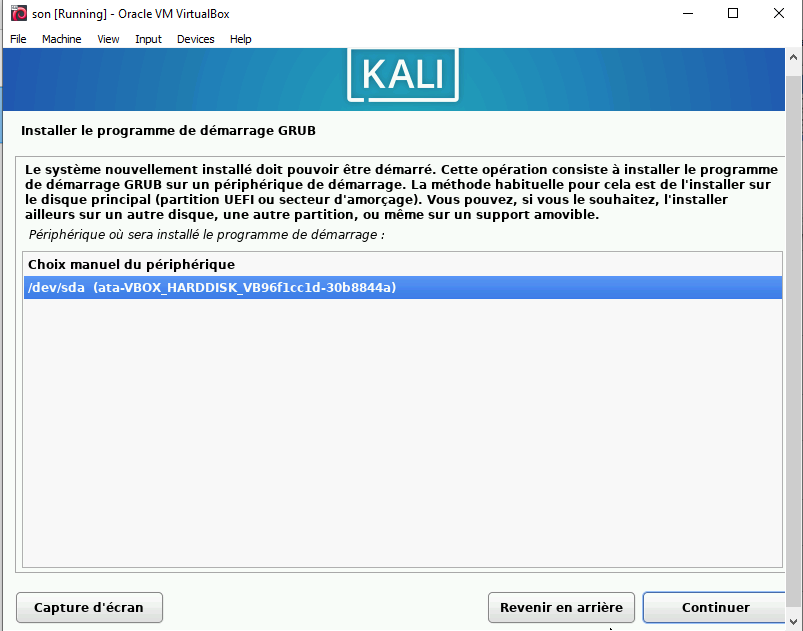 son [Running] - Oracle VM VirtualBox
File Machine View Input Devices Help
KALI
Installer le programme de démarrage GRUB
Le système nouvellement installé doit pouvoir être démarré. Cette opération consiste à installer le programme
de démarrage GRUB sur un périphérique de démarrage. La méthode habituelle pour cela est de l'installer sur
le disque principal (partition UEFI ou secteur d'amorçage). Vous pouvez, si vous le souhaitez, l'installer
ailleurs sur un autre disque, une autre partition, ou même sur un support amovible.
Périphérique où sera installé le programme de démarrage :
Choix manuel du périphérique
/dev/sda (ata-VBOX_HARDDISK_VB96f1cc1d-30b8844a)
Capture d'écran
Revenir en arrière
Continuer